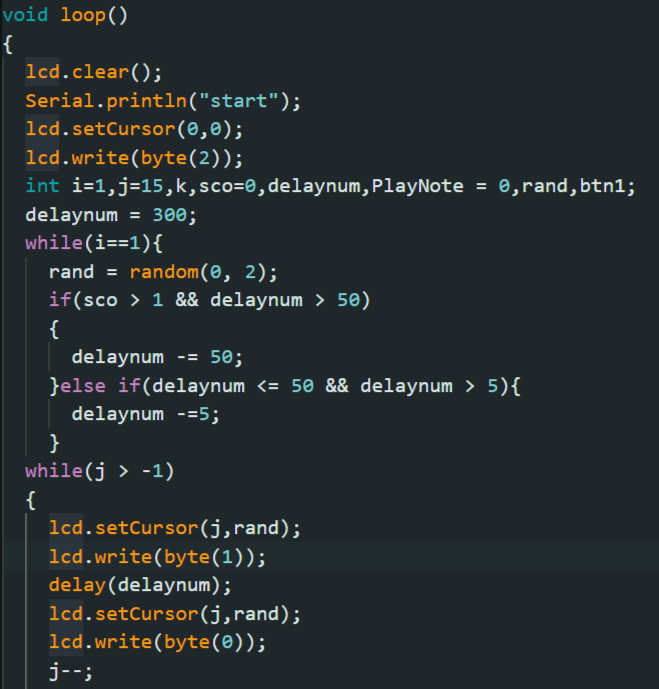 void loop()
{
lcd.clear();
Serial.println("start");
lcd.setCursor(0,0);
lcd.write(byte(2));
int i=1,j=15,k,sco=0,delaynum,PlayNote = 0,rand,btn1;
delaynum = 300;
while(i==1){
rand = random(0, 2);
if(sco > 1 && delaynum > 50)
{
delaynum -= 50;
}else if(delaynum <= 50 && delaynum > 5){
delaynum -=5;
}
while(j > -1)
{
lcd.setCursor(j,rand);
lcd.write(byte(1));
delay(delaynum);
lcd.setCursor(j,rand);
lcd.write(byte(0));
j--;